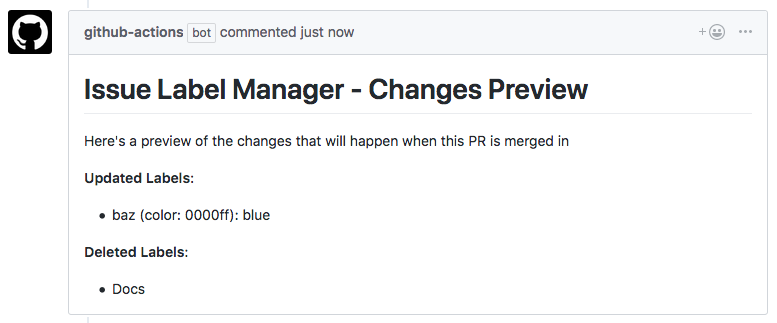 github-actions bot commented just now
Issue Label Manager - Changes Preview
Here's a preview of the changes that will happen when this PR is merged in
Updated Labels:
• baz (color: 0000ff): blue
Deleted Labels:
• Docs